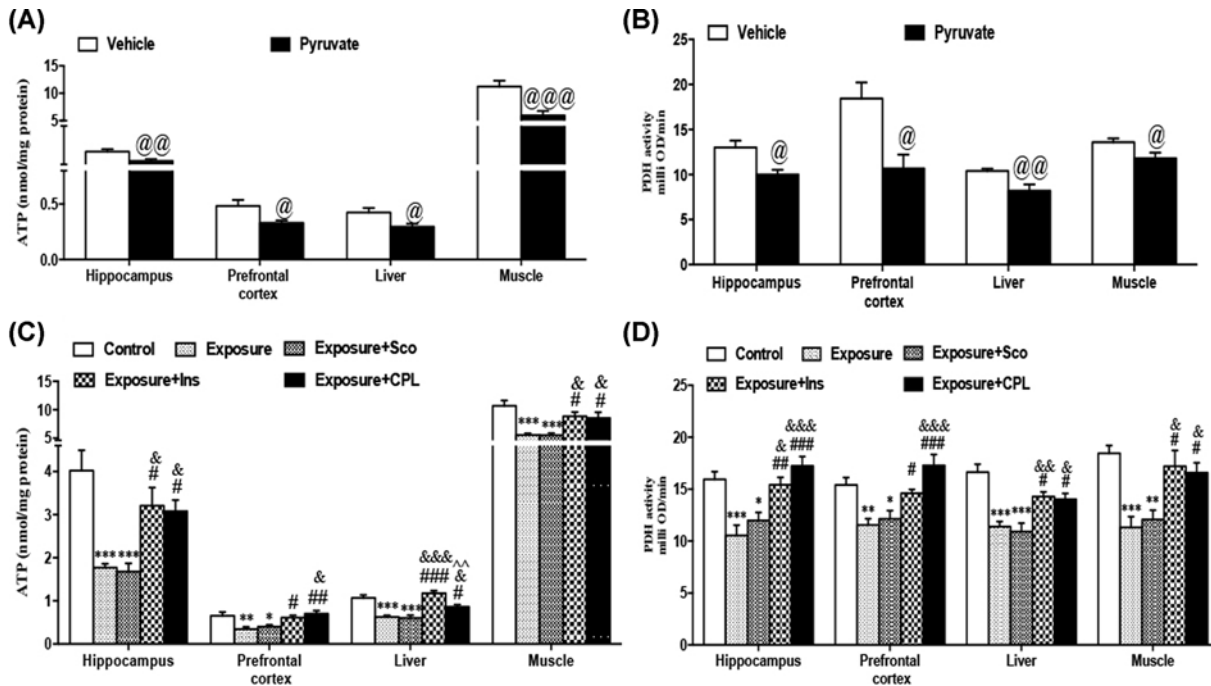 (A)
Vehicle Pyruvate
ATP (nmol/mg protein)
15
10
5
0.5
0.0
@@
@
@
@@@
Hippocampus Prefrontal cortex Liver Muscle
(B)
Vehicle Pyruvate
PDH activity
milli OD/min
25
20
15
10
5
0
@
@
@@
@
Hippocampus Prefrontal cortex Liver Muscle
(C)
Control Exposure Exposure+Sco
Exposure+Ins Exposure+CPL
ATP (nmol/mg protein)
15
10
5
4
3
2
1
0
*** *** & # & #
** * # & ##
*** *** &&& ### ^^ & #
*** *** & # & #
Hippocampus Prefrontal cortex Liver Muscle
(D)
Control Exposure Exposure+Sco
Exposure+Ins Exposure+CPL
PDH activity
milli OD/min
25
20
15
10
5
0
*** * & ## &&& ###
** * # &&& ###
*** *** && # & #
*** ** & # & #
Hippocampus Prefrontal cortex Liver Muscle